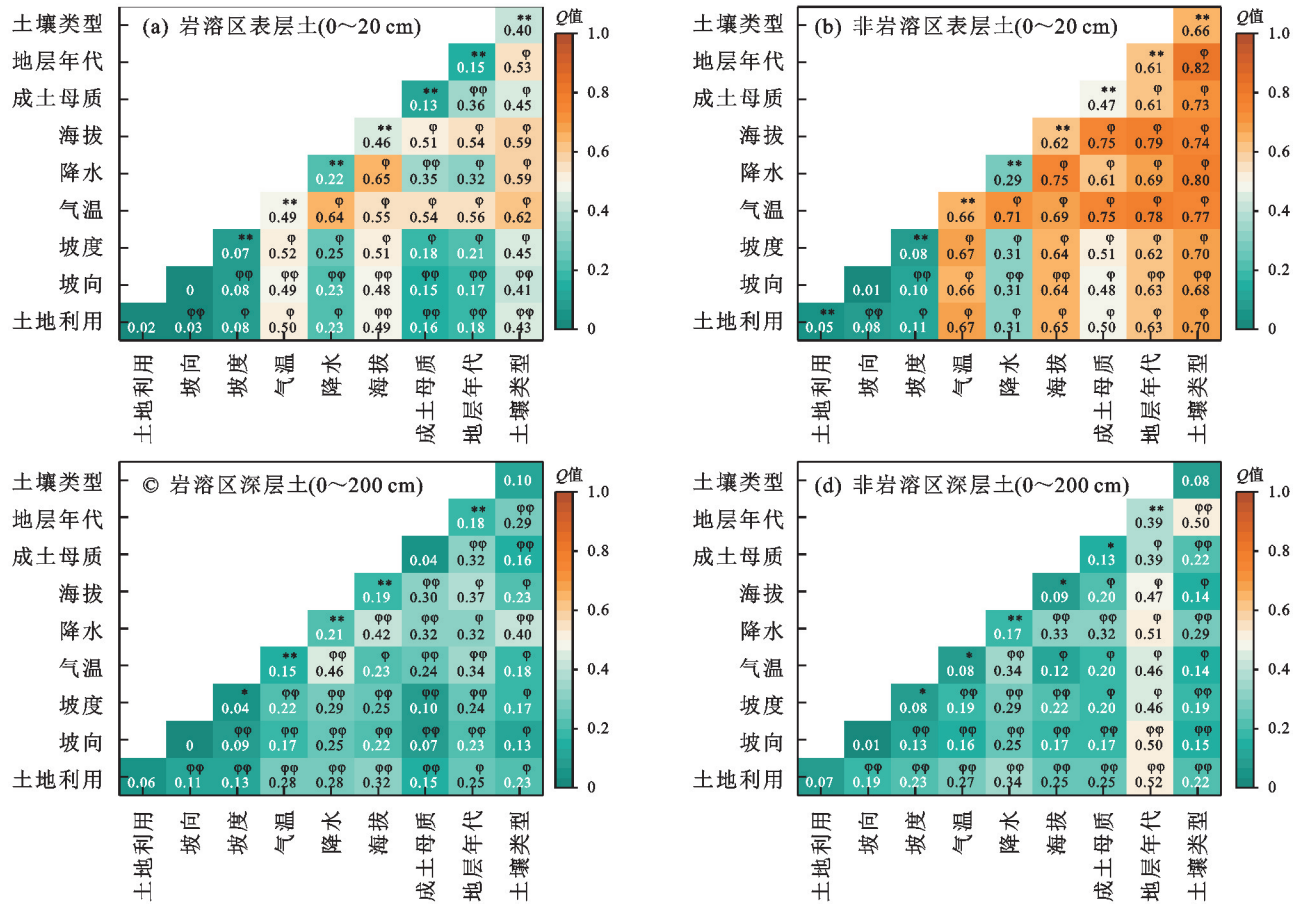 (a) 岩溶区表层土(0～20 cm)
Q值
土壤类型 ** 0.40
地层年代 ** 0.15 φ 0.53
成土母质 ** 0.13 φφ 0.36 φ 0.45
海拔 ** 0.46 φ 0.51 φ 0.54 φ 0.59
降水 ** 0.22 φ 0.65 φφ 0.35 φ 0.32 φ 0.59
气温 ** 0.49 φ 0.64 φ 0.55 φ 0.54 φ 0.56 φ 0.62
坡度 ** 0.07 φ 0.52 φ 0.25 φ 0.51 φ 0.18 φ 0.21 φ 0.45
坡向 0 φφ 0.08 φφ 0.49 φφ 0.23 φφ 0.48 φφ 0.15 φφ 0.17 φφ 0.41
土地利用 0.02 φφ 0.03 φ 0.08 φ 0.50 φ 0.23 φφ 0.49 φ 0.16 φφ 0.18 φφ 0.43
土地利用 坡向 坡度 气温 降水 海拔 成土母质 地层年代 土壤类型
1.0
0.8
0.6
0.4
0.2
0
(b) 非岩溶区表层土(0～20 cm)
Q值
土壤类型 ** 0.66
地层年代 ** 0.61 φ 0.82
成土母质 ** 0.47 φ 0.61 φ 0.73
海拔 ** 0.62 φ 0.75 φ 0.79 φ 0.74
降水 ** 0.29 φ 0.75 φ 0.61 φ 0.69 φ 0.80
气温 ** 0.66 φ 0.71 φ 0.69 φ 0.75 φ 0.78 φ 0.77
坡度 ** 0.08 φ 0.67 φ 0.31 φ 0.64 φ 0.51 φ 0.62 φ 0.70
坡向 0.01 φφ 0.10 φφ 0.66 φφ 0.31 φφ 0.64 φ 0.48 φφ 0.63 φφ 0.68
土地利用 ** 0.05 φφ 0.08 φ 0.11 φ 0.67 φ 0.31 φ 0.65 φ 0.50 φ 0.63 φ 0.70
土地利用 坡向 坡度 气温 降水 海拔 成土母质 地层年代 土壤类型
1.0
0.8
0.6
0.4
0.2
0
© 岩溶区深层土(0～200 cm)
Q值
土壤类型 0.10
地层年代 ** 0.18 φφ 0.29
成土母质 0.04 φφ 0.32 φφ 0.16
海拔 ** 0.19 φφ 0.30 φ 0.37 φ 0.23
降水 ** 0.21 φφ 0.42 φφ 0.32 φ 0.32 φφ 0.40
气温 ** 0.15 φφ 0.46 φ 0.23 φφ 0.24 φφ 0.34 φ 0.18
坡度 * 0.04 φφ 0.22 φφ 0.29 φφ 0.25 φφ 0.10 φφ 0.24 φ 0.17
坡向 0 φφ 0.09 φφ 0.17 φφ 0.25 φφ 0.22 φφ 0.07 φφ 0.23 φ 0.13
土地利用 0.06 φφ 0.11 φφ 0.13 φφ 0.28 φφ 0.28 φφ 0.32 φφ 0.15 φ 0.25 φφ 0.23
土地利用 坡向 坡度 气温 降水 海拔 成土母质 地层年代 土壤类型
1.0
0.8
0.6
0.4
0.2
0
(d) 非岩溶区深层土(0～200 cm)
Q值
土壤类型 0.08
地层年代 ** 0.39 φφ 0.50
成土母质 * 0.13 φ 0.39 φφ 0.22
海拔 * 0.09 φ 0.20 φ 0.47 φ 0.14
降水 ** 0.17 φφ 0.33 φφ 0.32 φ 0.51 φφ 0.29
气温 * 0.08 φφ 0.34 φ 0.12 φ 0.20 φ 0.46 φ 0.14
坡度 * 0.08 φφ 0.19 φφ 0.29 φφ 0.22 φ 0.20 φ 0.46 φφ 0.19
坡向 0.01 φφ 0.13 φφ 0.16 φφ 0.25 φφ 0.17 φφ 0.17 φφ 0.50 φφ 0.15
土地利用 0.07 φφ 0.19 φφ 0.23 φφ 0.27 φφ 0.34 φφ 0.25 φφ 0.25 φφ 0.52 φφ 0.22
土地利用 坡向 坡度 气温 降水 海拔 成土母质 地层年代 土壤类型
1.0
0.8
0.6
0.4
0.2
0